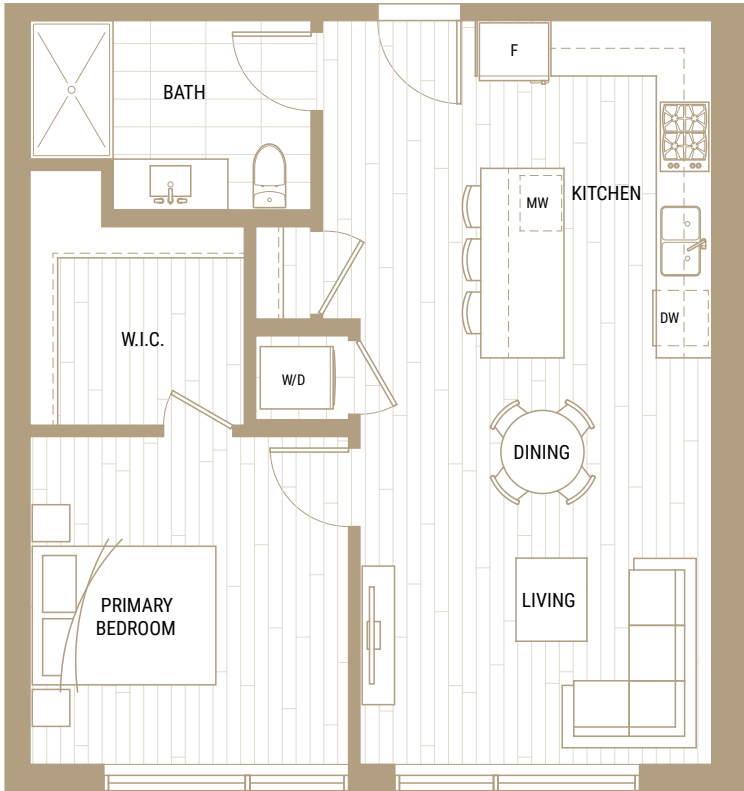 F
BATH
KITCHEN
MW
DW
W.I.C.
W/D
DINING
LIVING
PRIMARY
BEDROOM